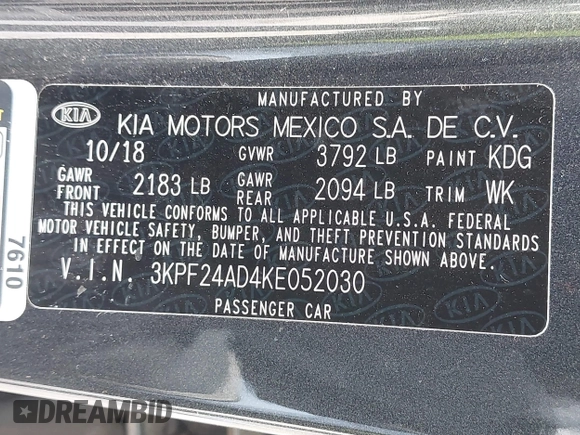 MANUFACTURED BY
KIA KIA MOTORS MEXICO S.A. DE C.V.
10/18 GVWR 3792 LB PAINT KDG
GAWR FRONT 2183 LB GAWR REAR 2094 LB TRIM WK
THIS VEHICLE CONFORMS TO ALL APPLICABLE U.S.A. FEDERAL
MOTOR VEHICLE SAFETY, BUMPER, AND THEFT PREVENTION STANDARDS
IN EFFECT ON THE DATE OF MANUFACTURE SHOWN ABOVE.
V.I.N. 3KPF24AD4KE052030
PASSENGER CAR
7610
DREAMBID